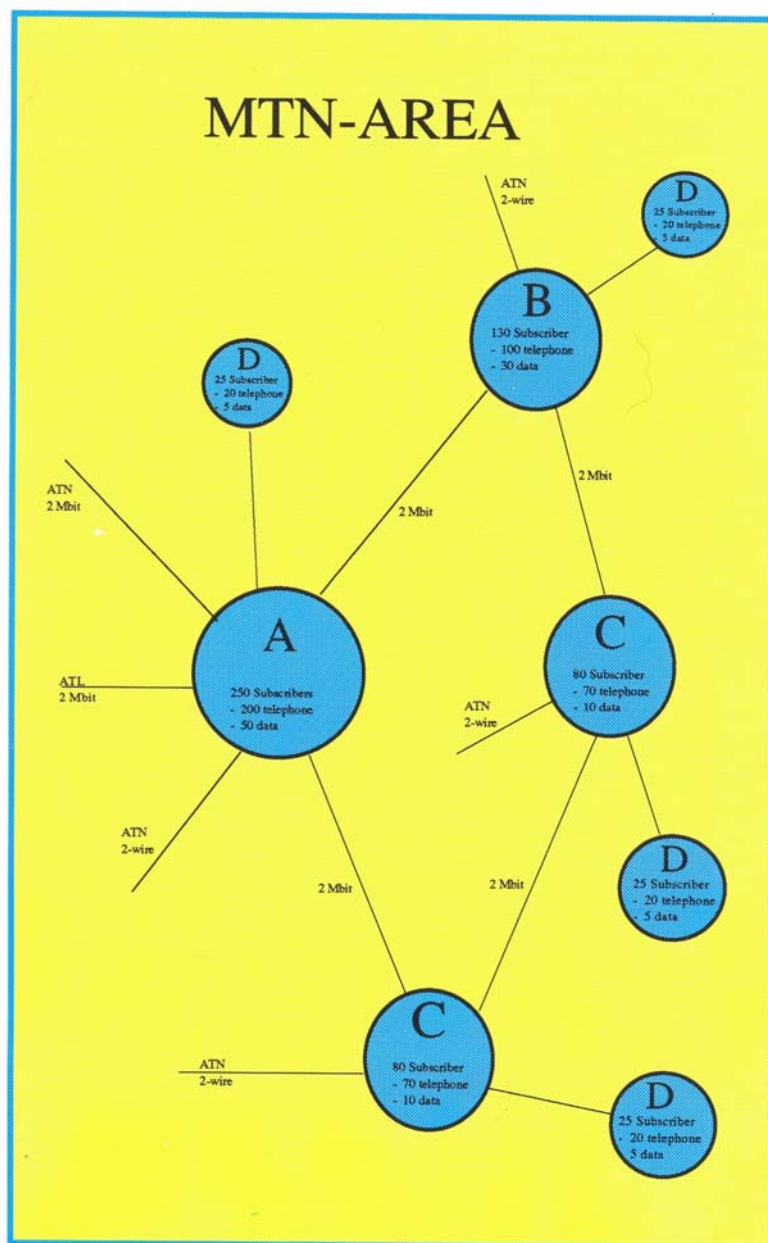 MTN-AREA
ATN
2-wire
D
25 Subscriber
- 20 telephone
- 5 data
B
130 Subscriber
- 100 telephone
- 30 data
D
25 Subscriber
- 20 telephone
- 5 data
ATN
2 Mbit
2 Mbit
2 Mbit
A
250 Subscribers
- 200 telephone
- 50 data
C
80 Subscriber
- 70 telephone
- 10 data
ATL
2 Mbit
ATN
2-wire
ATN
2-wire
D
25 Subscriber
- 20 telephone
- 5 data
2 Mbit
2 Mbit
C
80 Subscriber
- 70 telephone
- 10 data
ATN
2-wire
D
25 Subscriber
- 20 telephone
5 data